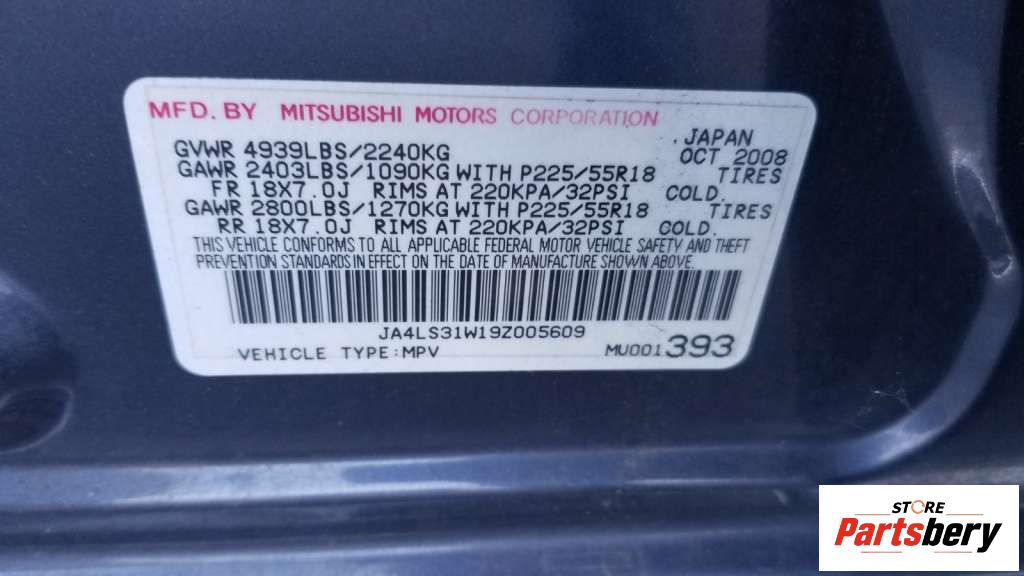 MFD. BY MITSUBISHI MOTORS CORPORATION
. JAPAN
GVWR 4939LBS/2240KG OCT 2008
GAWR 2403LBS/1090KG WITH P225/55R18 TIRES
FR 18X7.0J RIMS AT 220KPA/32PSI COLD.
GAWR 2800LBS/1270KG WITH P225/55R18 TIRES
RR 18X7.0J RIMS AT 220KPA/32PSI COLD.
THIS VEHICLE CONFORMS TO ALL APPLICABLE FEDERAL MOTOR VEHICLE SAFETY AND THEFT
PREVENTION STANDARDS IN EFFECT ON THE DATE OF MANUFACTURE SHOWN ABOVE.
JA4LS31W19Z005609
VEHICLE TYPE:MPV MU001393
STORE
Partsbery